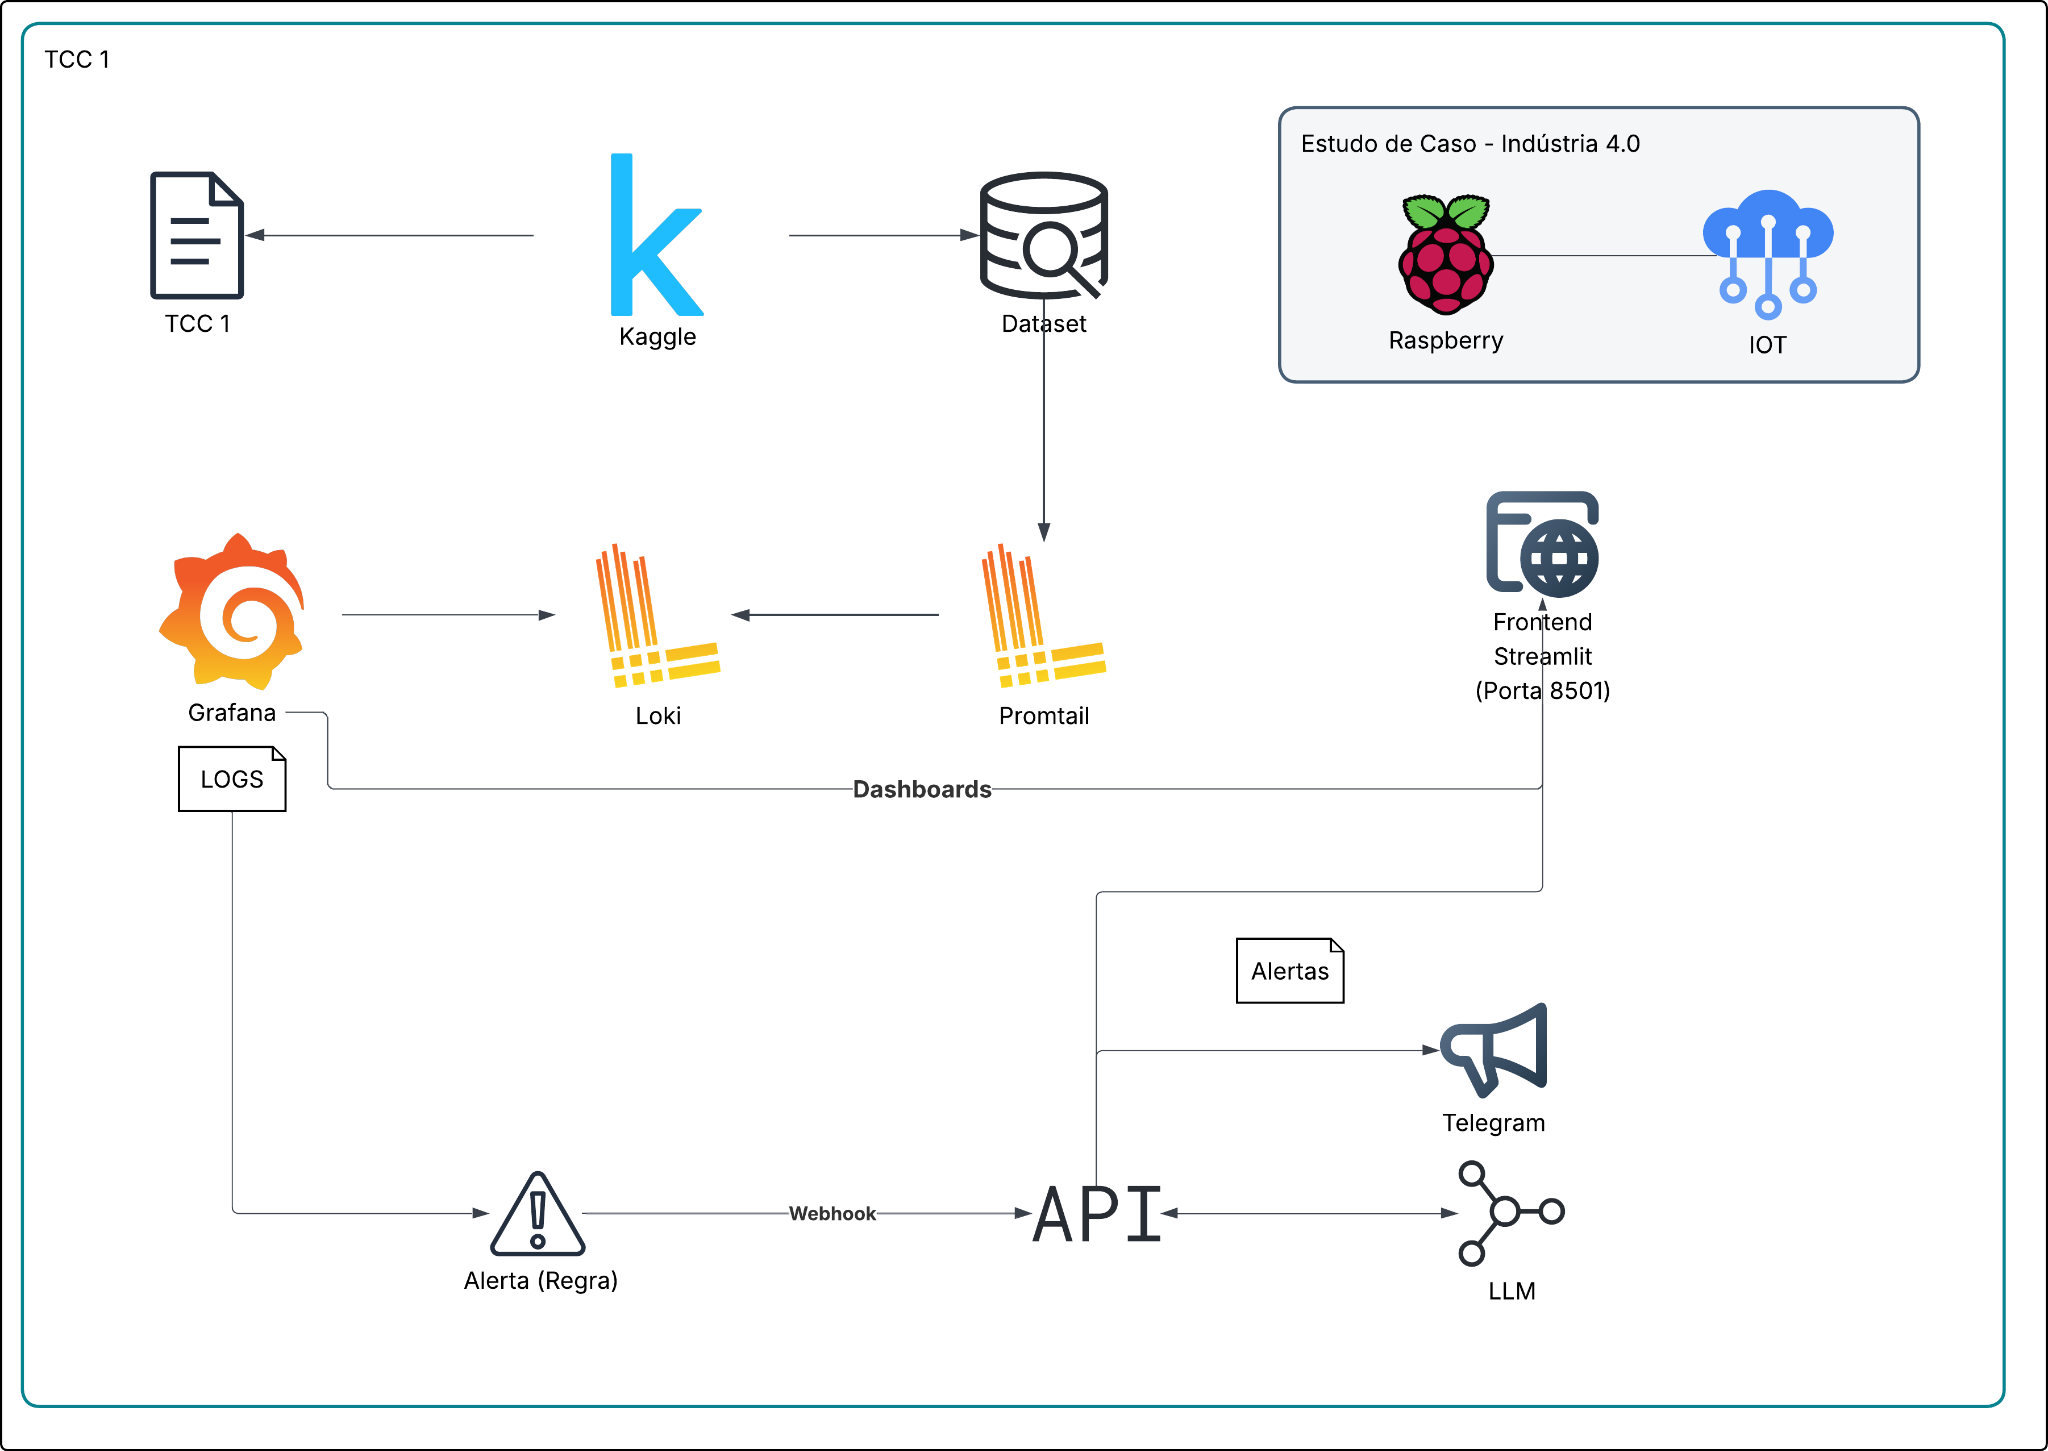 TCC 1
Estudo de Caso - Indústria 4.0
TCC 1
Kaggle
Dataset
Raspberry
IOT
Grafana
Loki
Promtail
Frontend
Streamlit
(Porta 8501)
LOGS
Dashboards
Alertas
Telegram
Alerta (Regra)
Webhook
API
LLM